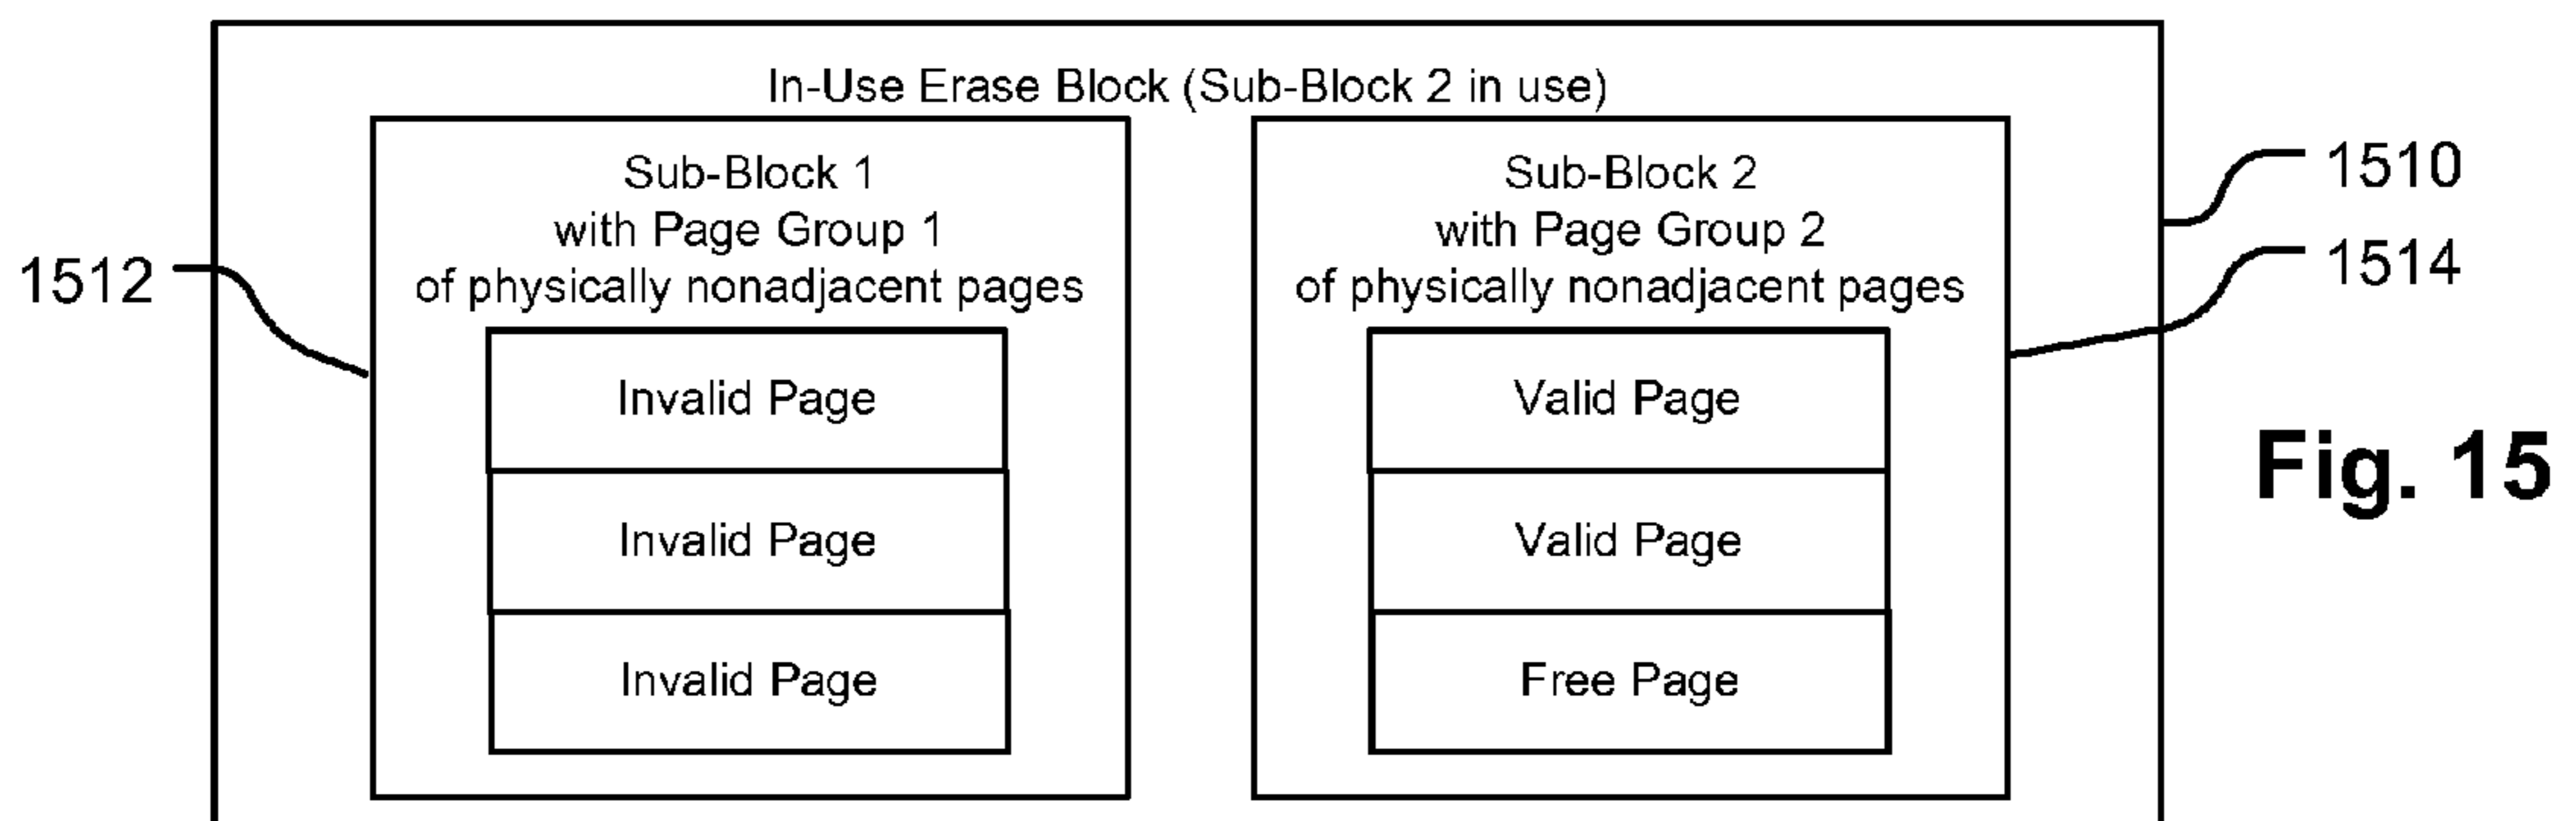 In-Use Erase Block (Sub-Block 2 in use)
Sub-Block 1
with Page Group 1
of physically nonadjacent pages
Invalid Page
Invalid Page
Invalid Page
Sub-Block 2
with Page Group 2
of physically nonadjacent pages
Valid Page
Valid Page
Free Page
1512
1510
1514
Fig. 15